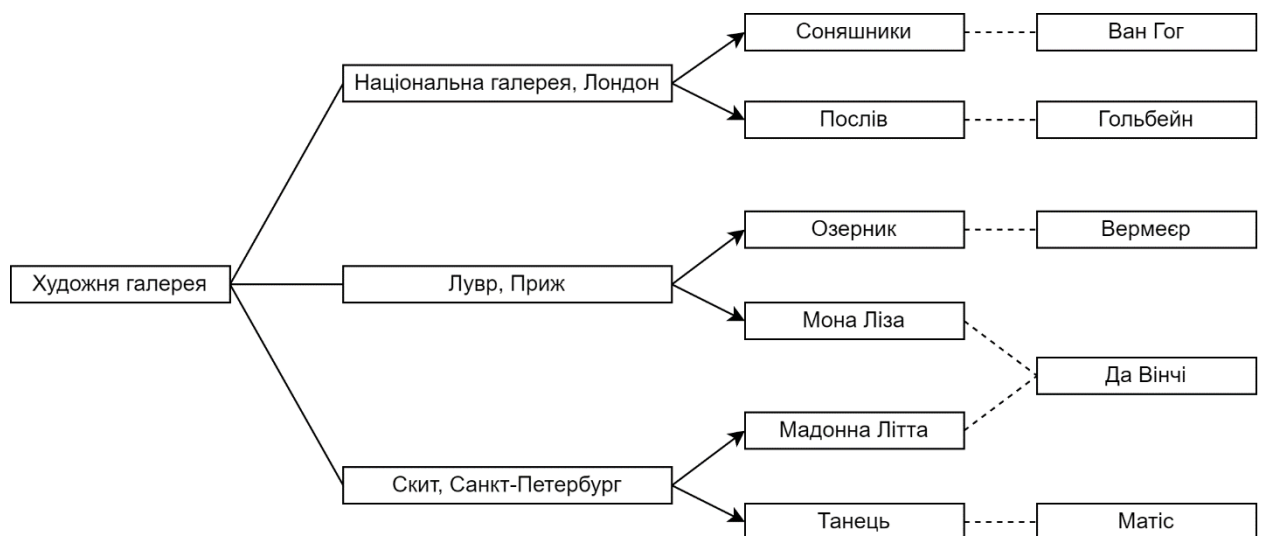 Соняшники
Ван Гог
Національна галерея, Лондон
Послів
Гольбейн
Озерник
Вермеєр
Художня галерея
Лувр, Приж
Мона Ліза
Да Вінчі
Мадонна Літта
Скит, Санкт-Петербург
Танець
Матіс